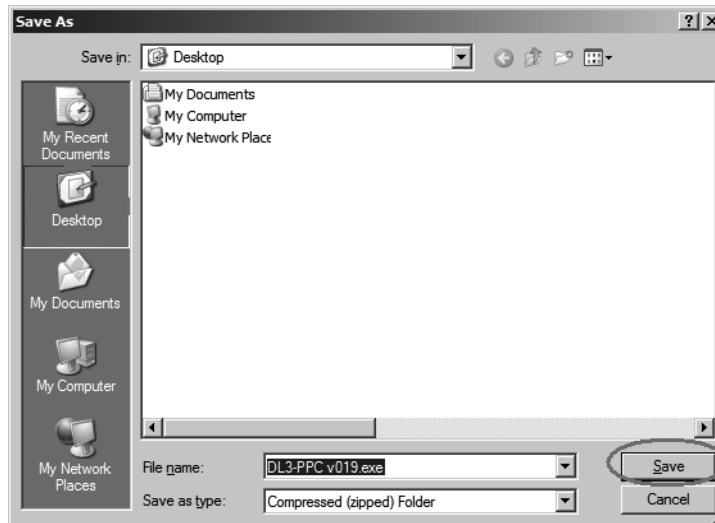 Save As
Save in:
Desktop
My Recent
Documents
Desktop
My Documents
My Computer
My Network
Places
My Documents
My Computer
My Network Place
File name:
DL3-PPC v019.exe
Save
Save as type:
Compressed (zipped) Folder
Cancel